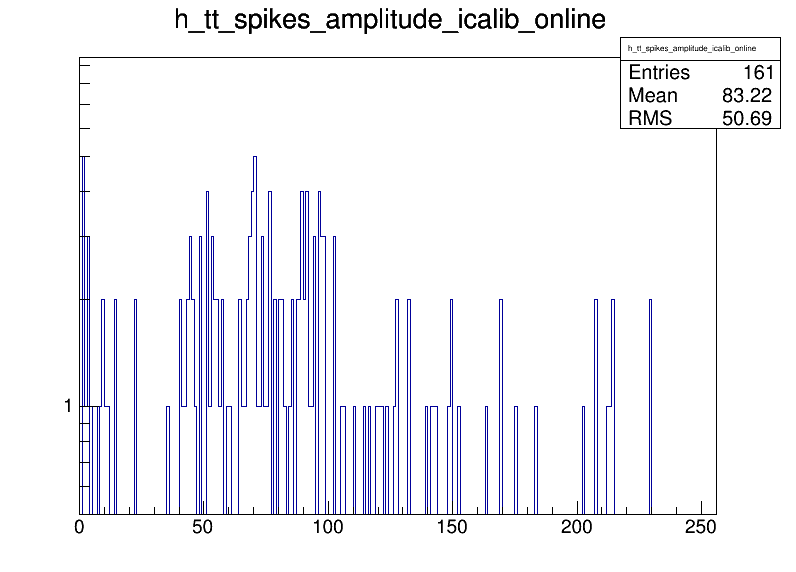 h_tt_spikes_amplitude_icalib_online
h_tt_spikes_amplitude_icalib_online
Entries 161
Mean 83.22
RMS 50.69
1
0 50 100 150 200 250